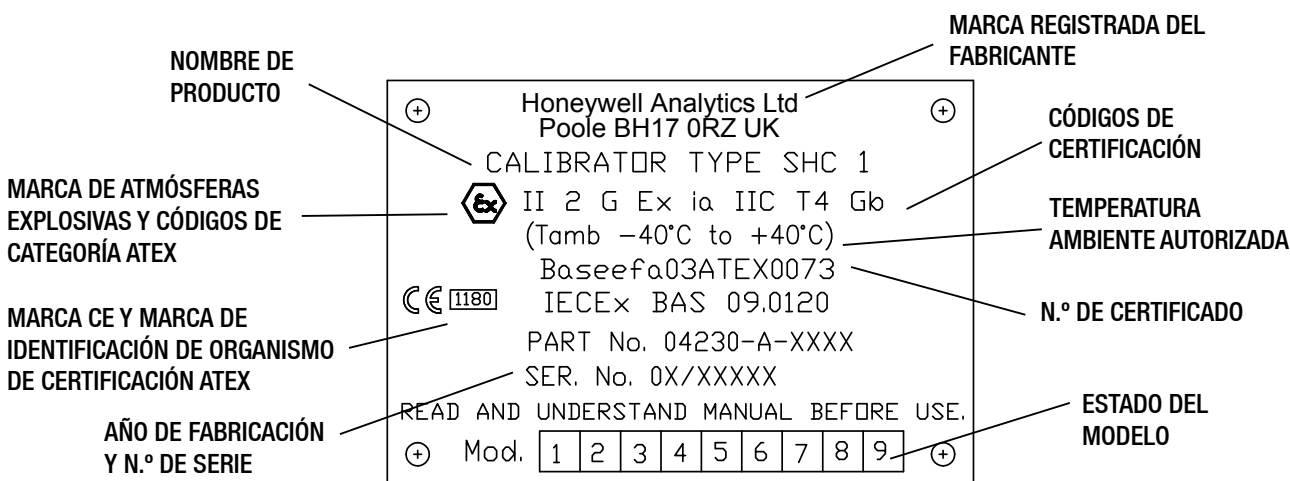 MARCA REGISTRADA DEL
FABRICANTE
NOMBRE DE
PRODUCTO
Honeywell Analytics Ltd
Poole BH17 0RZ UK
CÓDIGOS DE
CERTIFICACIÓN
CALIBRATOR TYPE SHC 1
MARCA DE ATMÓSFERAS
EXPLOSIVAS Y CÓDIGOS DE
CATEGORÍA ATEX
Ex II 2 G Ex ia IIC T4 Gb
TEMPERATURA
AMBIENTE AUTORIZADA
(Tamb -40°C to +40°C)
Baseefa03ATEX0073
CE 1180 IECEx BAS 09.0120
N.º DE CERTIFICADO
MARCA CE Y MARCA DE
IDENTIFICACIÓN DE ORGANISMO
DE CERTIFICACIÓN ATEX
PART No. 04230-A-XXXX
SER. No. 0X/XXXXX
READ AND UNDERSTAND MANUAL BEFORE USE.
AÑO DE FABRICACIÓN
Y N.º DE SERIE
Mod. 1 2 3 4 5 6 7 8 9
ESTADO DEL
MODELO